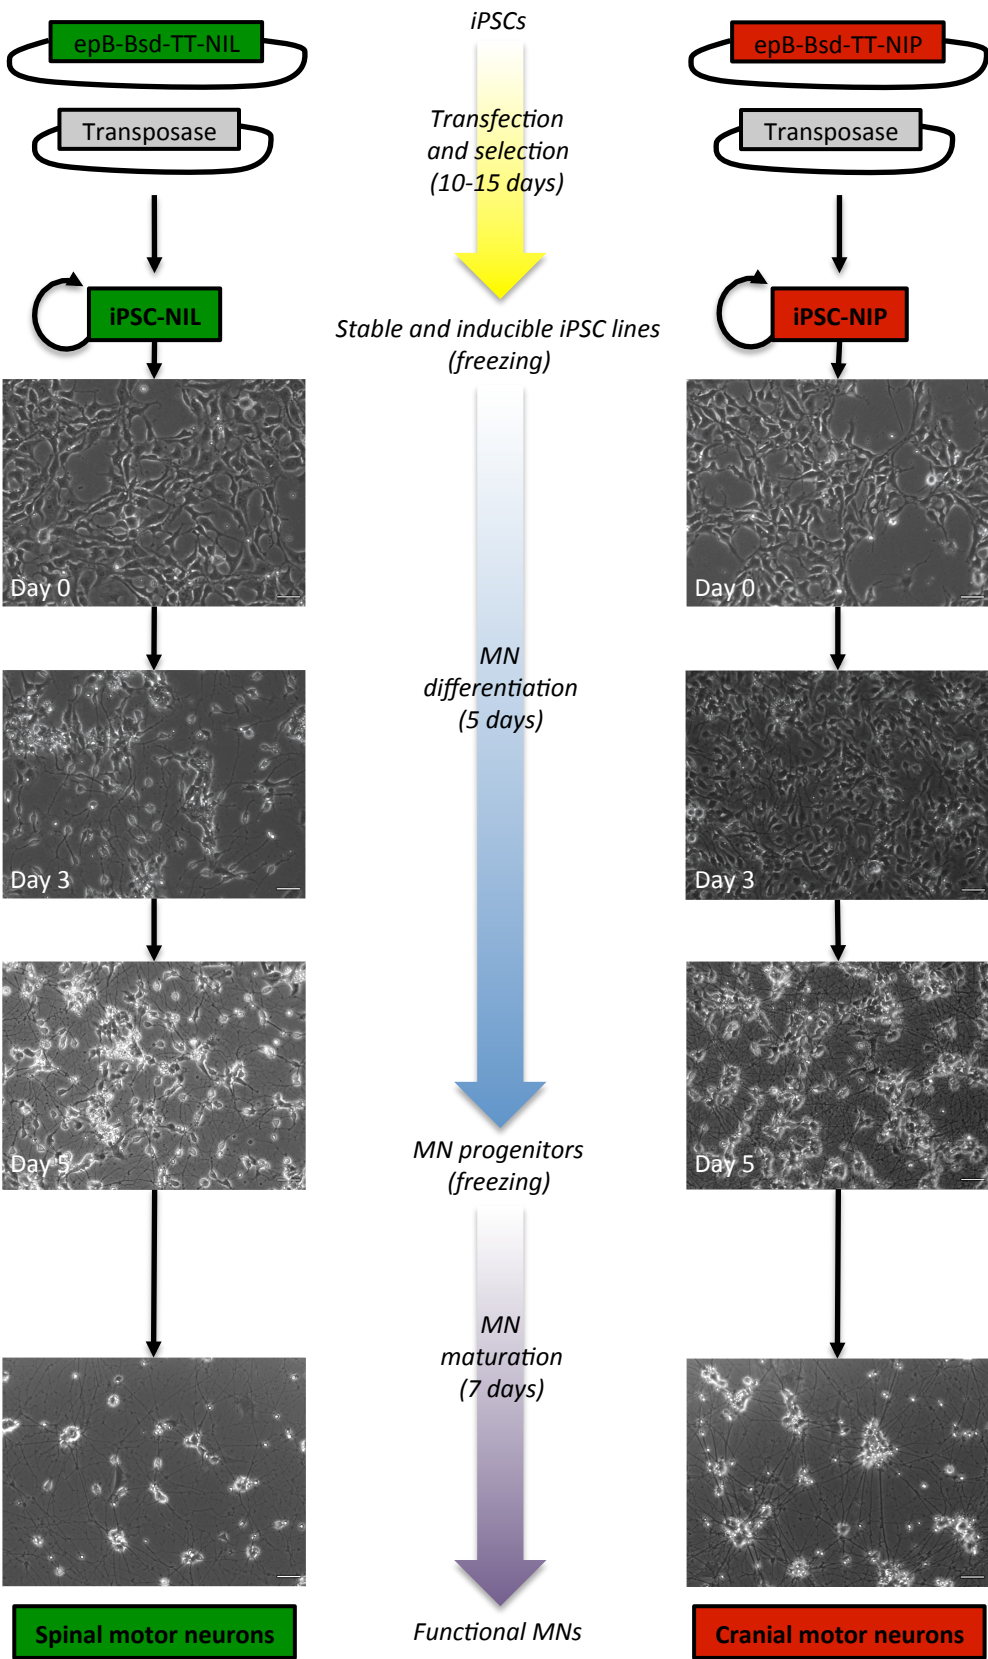 epB-Bsd-TT-NIL
Transposase
iPSC-NIL
Day 0
Day 3
Day 5
Spinal motor neurons
iPSCs
Transfection
and selection
(10-15 days)
Stable and inducible iPSC lines
(freezing)
MN
differentiation
(5 days)
MN progenitors
(freezing)
MN
maturation
(7 days)
Functional MNs
epB-Bsd-TT-NIP
Transposase
iPSC-NIP
Day 0
Day 3
Day 5
Cranial motor neurons